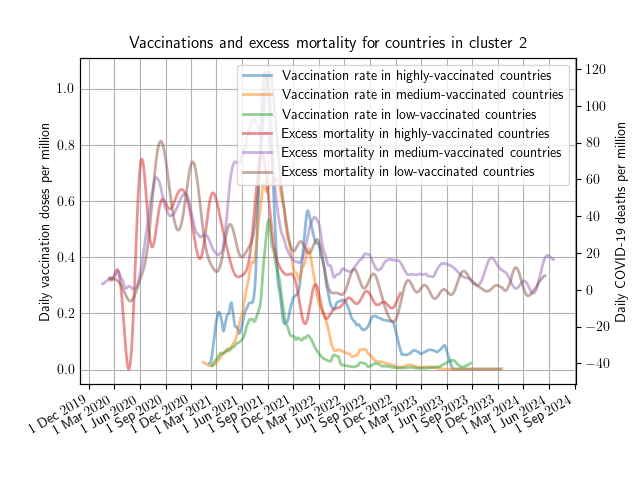 Vaccinations and excess mortality for countries in cluster 2
Vaccination rate in highly-vaccinated countries
Vaccination rate in medium-vaccinated countries
Vaccination rate in low-vaccinated countries
Excess mortality in highly-vaccinated countries
Excess mortality in medium-vaccinated countries
Excess mortality in low-vaccinated countries
Daily vaccination doses per million
1.0
0.8
0.6
0.4
0.2
0.0
120
100
80
60
40
20
0
−20
−40
Daily COVID-19 deaths per million
1 Dec 2019
1 Mar 2020
1 Jun 2020
1 Sep 2020
1 Dec 2020
1 Mar 2021
1 Jun 2021
1 Sep 2021
1 Dec 2021
1 Mar 2022
1 Jun 2022
1 Sep 2022
1 Dec 2022
1 Mar 2023
1 Jun 2023
1 Sep 2023
1 Dec 2023
1 Mar 2024
1 Jun 2024
1 Sep 2024